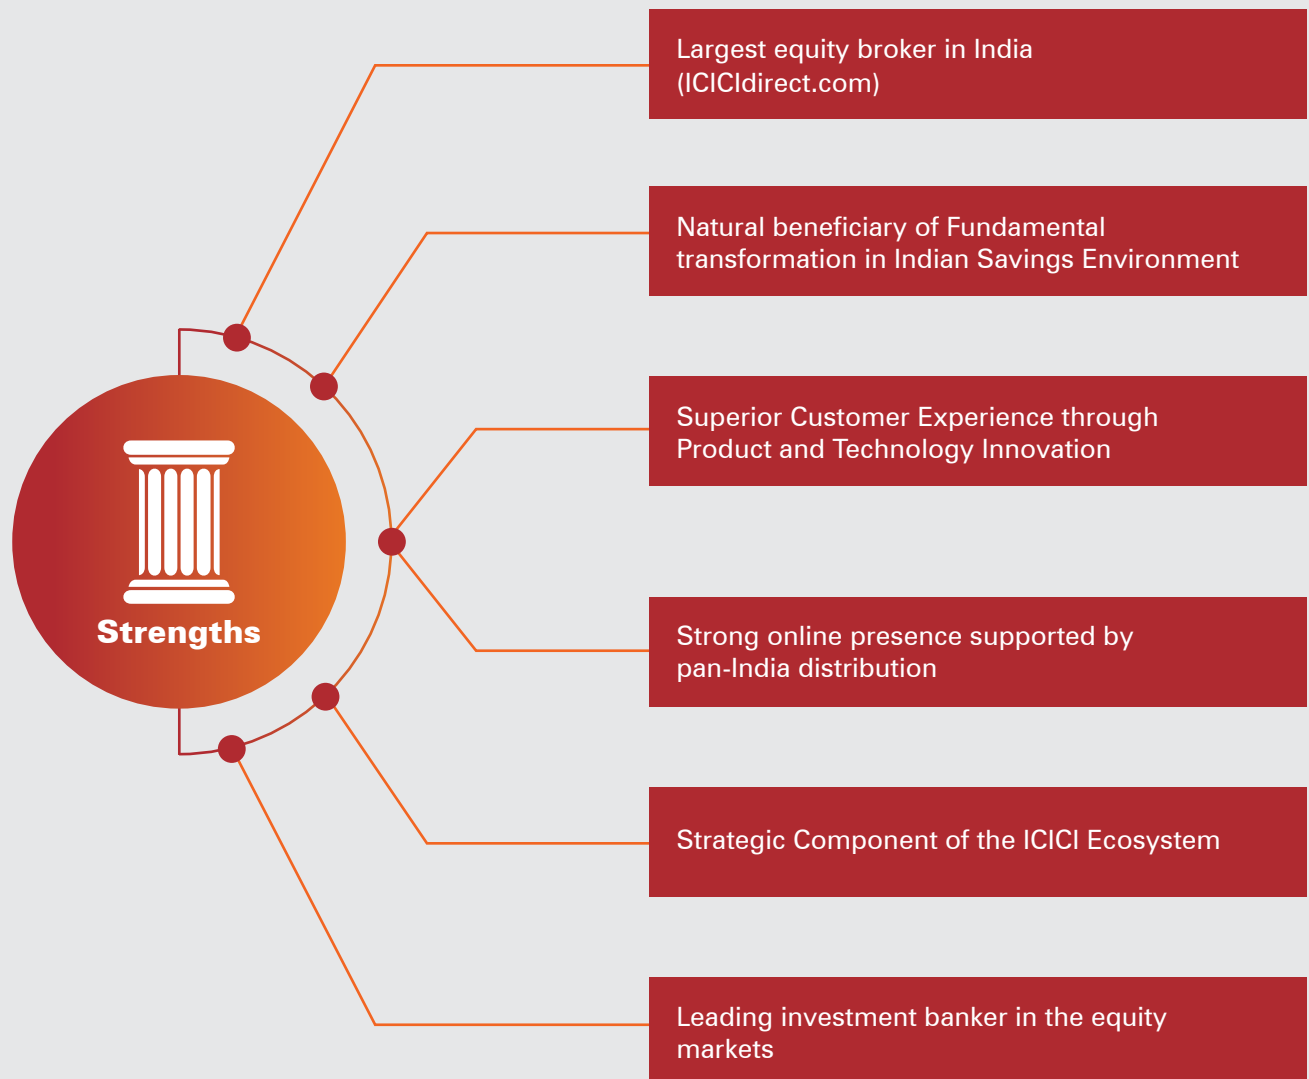 Largest equity broker in India
(ICICIdirect.com)
Natural beneficiary of Fundamental
transformation in Indian Savings Environment
Superior Customer Experience through
Product and Technology Innovation
Strengths
Strong online presence supported by
pan-India distribution
Strategic Component of the ICICI Ecosystem
Leading investment banker in the equity
markets